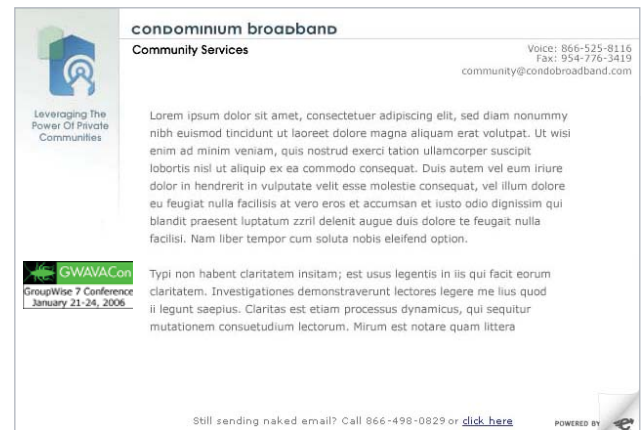 condominium broadband
Community Services
Voice: 866-525-8116
Fax: 954-776-3419
community@condobroadband.com
Leveraging The
Power Of Private
Communities
Lorem ipsum dolor sit amet, consectetuer adipiscing elit, sed diam nonummy
nibh euismod tincidunt ut laoreet dolore magna aliquam erat volutpat. Ut wisi
enim ad minim veniam, quis nostrud exerci tation ullamcorper suscipit
lobortis nisl ut aliquip ex ea commodo consequat. Duis autem vel eum iriure
dolor in hendrerit in vulputate velit esse molestie consequat, vel illum dolore
eu feugiat nulla facilisis at vero eros et accumsan et iusto odio dignissim qui
blandit praesent luptatum zzril delenit augue duis dolore te feugait nulla
facilisi. Nam liber tempor cum soluta nobis eleifend option.
GWAVACon
GroupWise 7 Conference
January 21-24, 2006
Typi non habent claritatem insitam; est usus legentis in iis qui facit eorum
claritatem. Investigationes demonstraverunt lectores legere me lius quod
ii legunt saepius. Claritas est etiam processus dynamicus, qui sequitur
mutationem consuetudium lectorum. Mirum est notare quam littera
Still sending naked email? Call 866-498-0829 or click here
POWERED BY